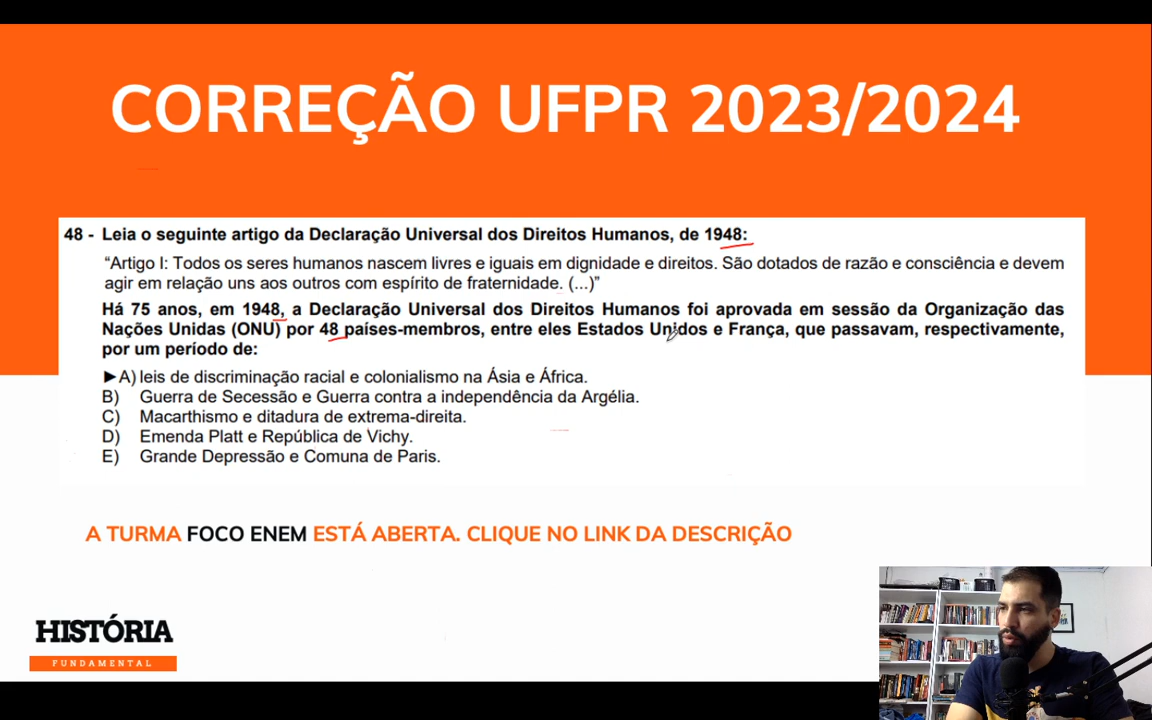 CORREÇÃO UFPR 2023/2024
48 - Leia o seguinte artigo da Declaração Universal dos Direitos Humanos, de 1948:
“Artigo I: Todos os seres humanos nascem livres e iguais em dignidade e direitos. São dotados de razão e consciência e devem
agir em relação uns aos outros com espírito de fraternidade. (...)”
Há 75 anos, em 1948, a Declaração Universal dos Direitos Humanos foi aprovada em sessão da Organização das
Nações Unidas (ONU) por 48 países-membros, entre eles Estados Unidos e França, que passavam, respectivamente,
por um período de:
►A) leis de discriminação racial e colonialismo na Ásia e África.
B) Guerra de Secessão e Guerra contra a independência da Argélia.
C) Macarthismo e ditadura de extrema-direita.
D) Emenda Platt e República de Vichy.
E) Grande Depressão e Comuna de Paris.
A TURMA FOCO ENEM ESTÁ ABERTA. CLIQUE NO LINK DA DESCRIÇÃO
HISTÓRIA
FUNDAMENTAL